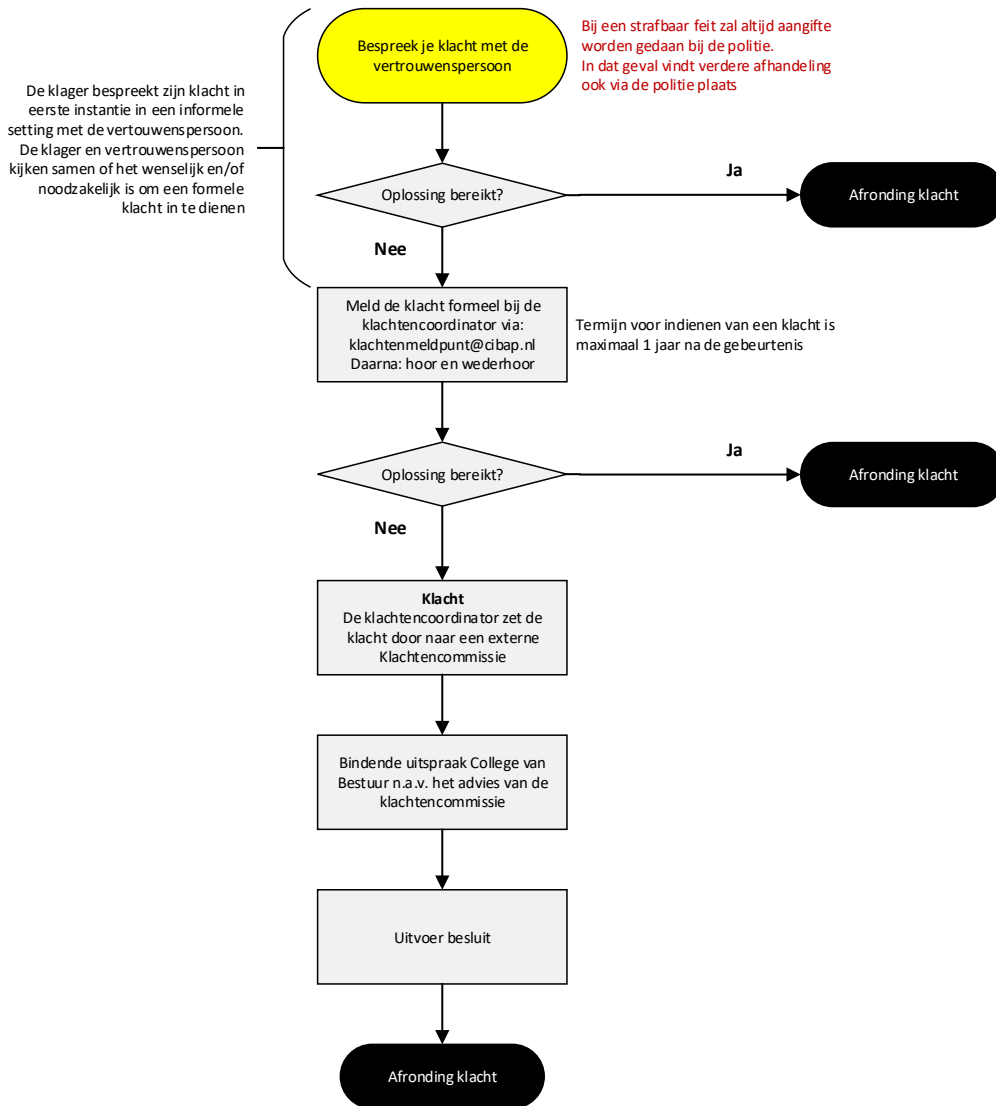 Bespreek je klacht met de
vertrouwenspersoon
Bij een strafbaar feit zal altijd aangifte
worden gedaan bij de politie.
In dat geval vindt verdere afhandeling
ook via de politie plaats
De klager bespreekt zijn klacht in
eerste instantie in een informele
setting met de vertouwenspersoon.
De klager en vertrouwenspersoon
kijken samen of het wenselijk en/of
noodzakelijk is om een formele
klacht in te dienen
Oplossing bereikt?
Ja
Afronding klacht
Nee
Meld de klacht formeel bij de
klachtencoordinator via:
klachtenmeldpunt@cibap.nl
Daarna: hoor en wederhoor
Termijn voor indienen van een klacht is
maximaal 1 jaar na de gebeurtenis
Oplossing bereikt?
Ja
Afronding klacht
Nee
Klacht
De klachtencoordinator zet de
klacht door naar een externe
Klachtencommissie
Bindende uitspraak College van
Bestuur n.a.v. het advies van de
klachtencommissie
Uitvoer besluit
Afronding klacht